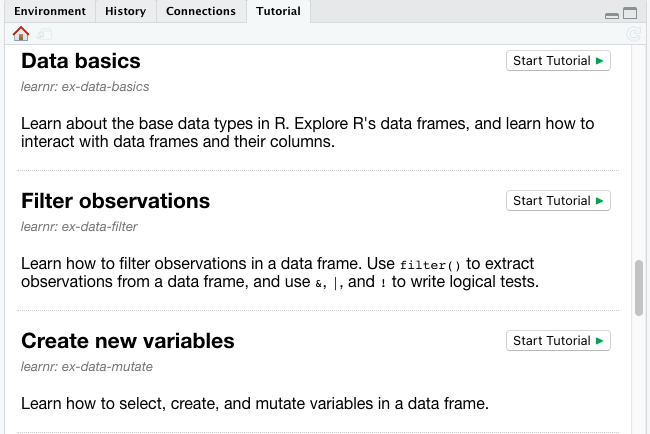 Environment History Connections Tutorial
Data basics
Start Tutorial
learnr: ex-data-basics
Learn about the base data types in R. Explore R's data frames, and learn how to
interact with data frames and their columns.
Filter observations
Start Tutorial
learnr: ex-data-filter
Learn how to filter observations in a data frame. Use filter() to extract
observations from a data frame, and use &, |, and ! to write logical tests.
Create new variables
Start Tutorial
learnr: ex-data-mutate
Learn how to select, create, and mutate variables in a data frame.